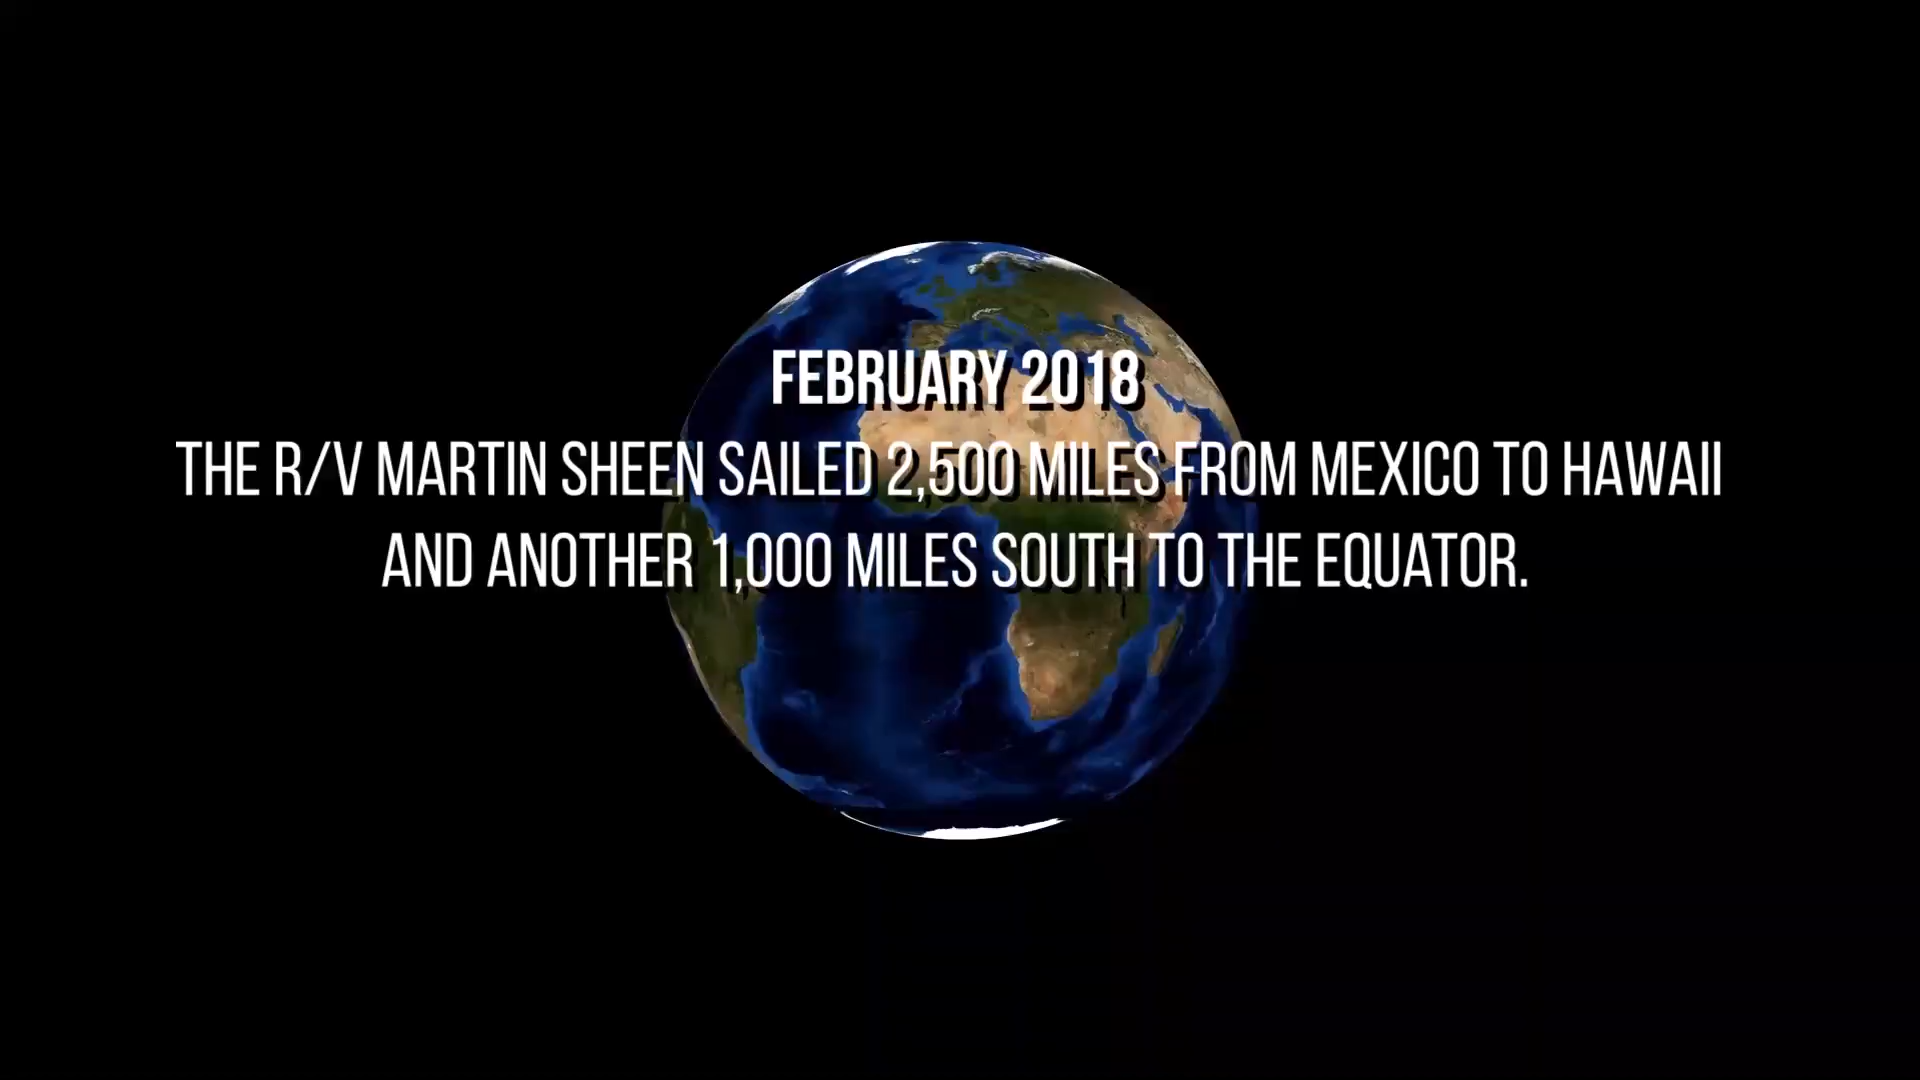 FEBRUARY 2018
THE R/V MARTIN SHEEN SAILED 2,500 MILES FROM MEXICO TO HAWAII
AND ANOTHER 1,000 MILES SOUTH TO THE EQUATOR.